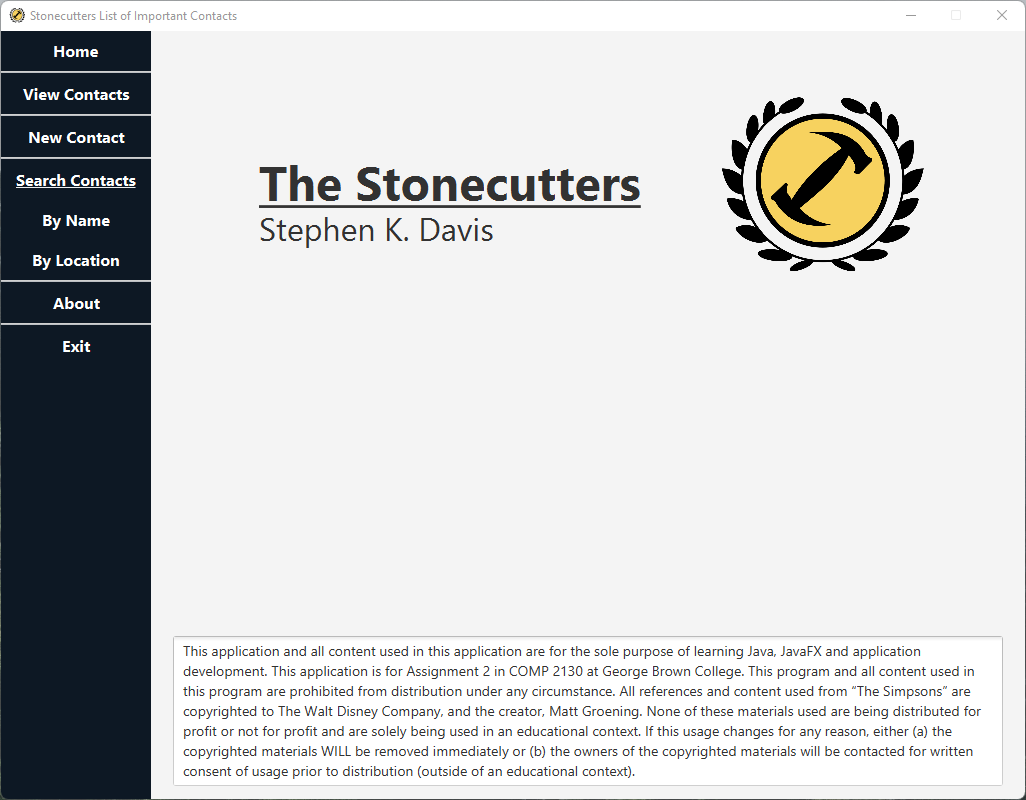 Stonecutters List of Important Contacts
Home
View Contacts
New Contact
Search Contacts
By Name
By Location
About
Exit
The Stonecutters
Stephen K. Davis
This application and all content used in this application are for the sole purpose of learning Java, JavaFX and application
development. This application is for Assignment 2 in COMP 2130 at George Brown College. This program and all content used in
this program are prohibited from distribution under any circumstance. All references and content used from “The Simpsons” are
copyrighted to The Walt Disney Company, and the creator, Matt Groening. None of these materials used are being distributed for
profit or not for profit and are solely being used in an educational context. If this usage changes for any reason, either (a) the
copyrighted materials WILL be removed immediately or (b) the owners of the copyrighted materials will be contacted for written
consent of usage prior to distribution (outside of an educational context).